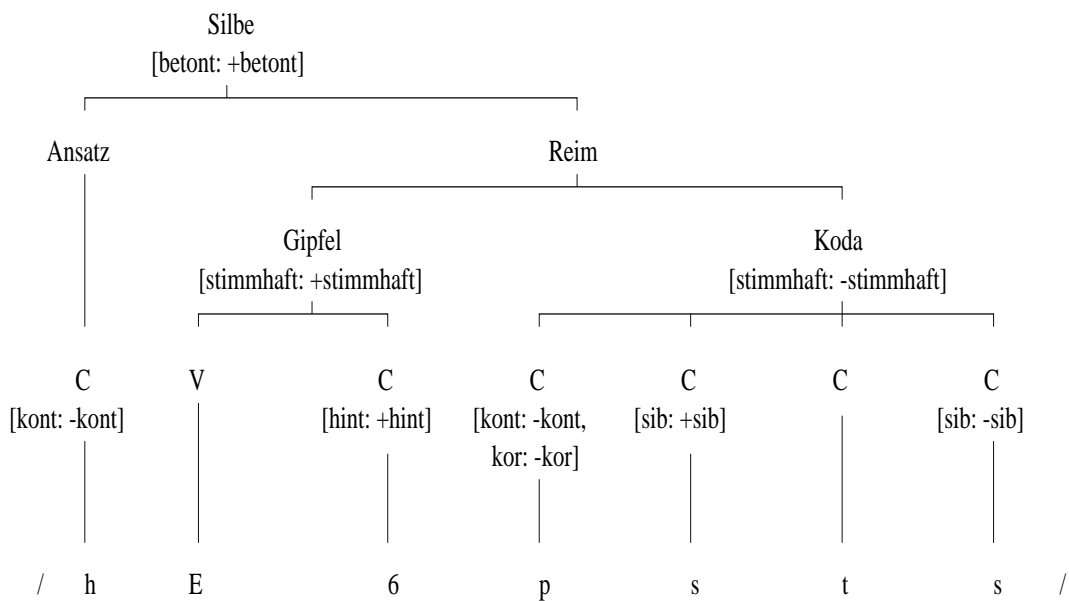 Silbe
[betont: +betont]
Ansatz Reim
Gipfel Koda
[stimmhaft: +stimmhaft] [stimmhaft: -stimmhaft]
C V C C C C C
[kont: -kont] [hint: +hint] [kont: -kont, [sib: +sib] [sib: -sib]
kor: -kor]
/ h E 6 p s t s /